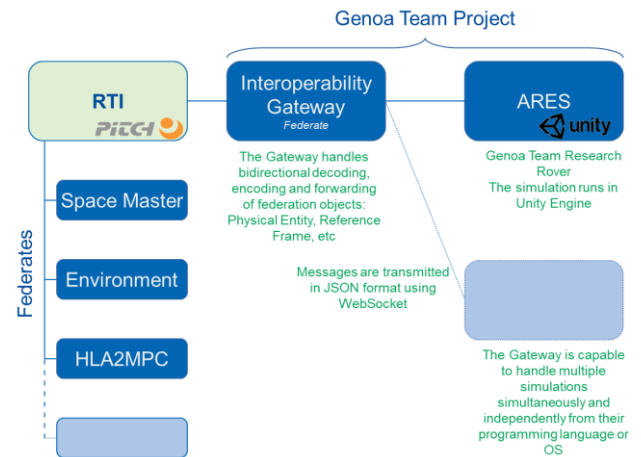 Genoa Team Project
RTI
PITCH
Interoperability
Gateway
Federate
ARES
unity
The Gateway handles
bidirectional decoding,
encoding and forwarding
of federation objects:
Physical Entity, Reference
Frame, etc
Genoa Team Research
Rover
The simulation runs in
Unity Engine
Federates
Space Master
Environment
HLA2MPC
Messages are transmitted
in JSON format using
WebSocket
The Gateway is capable
to handle multiple
simulations
simultaneously and
independently from their
programming language or
OS